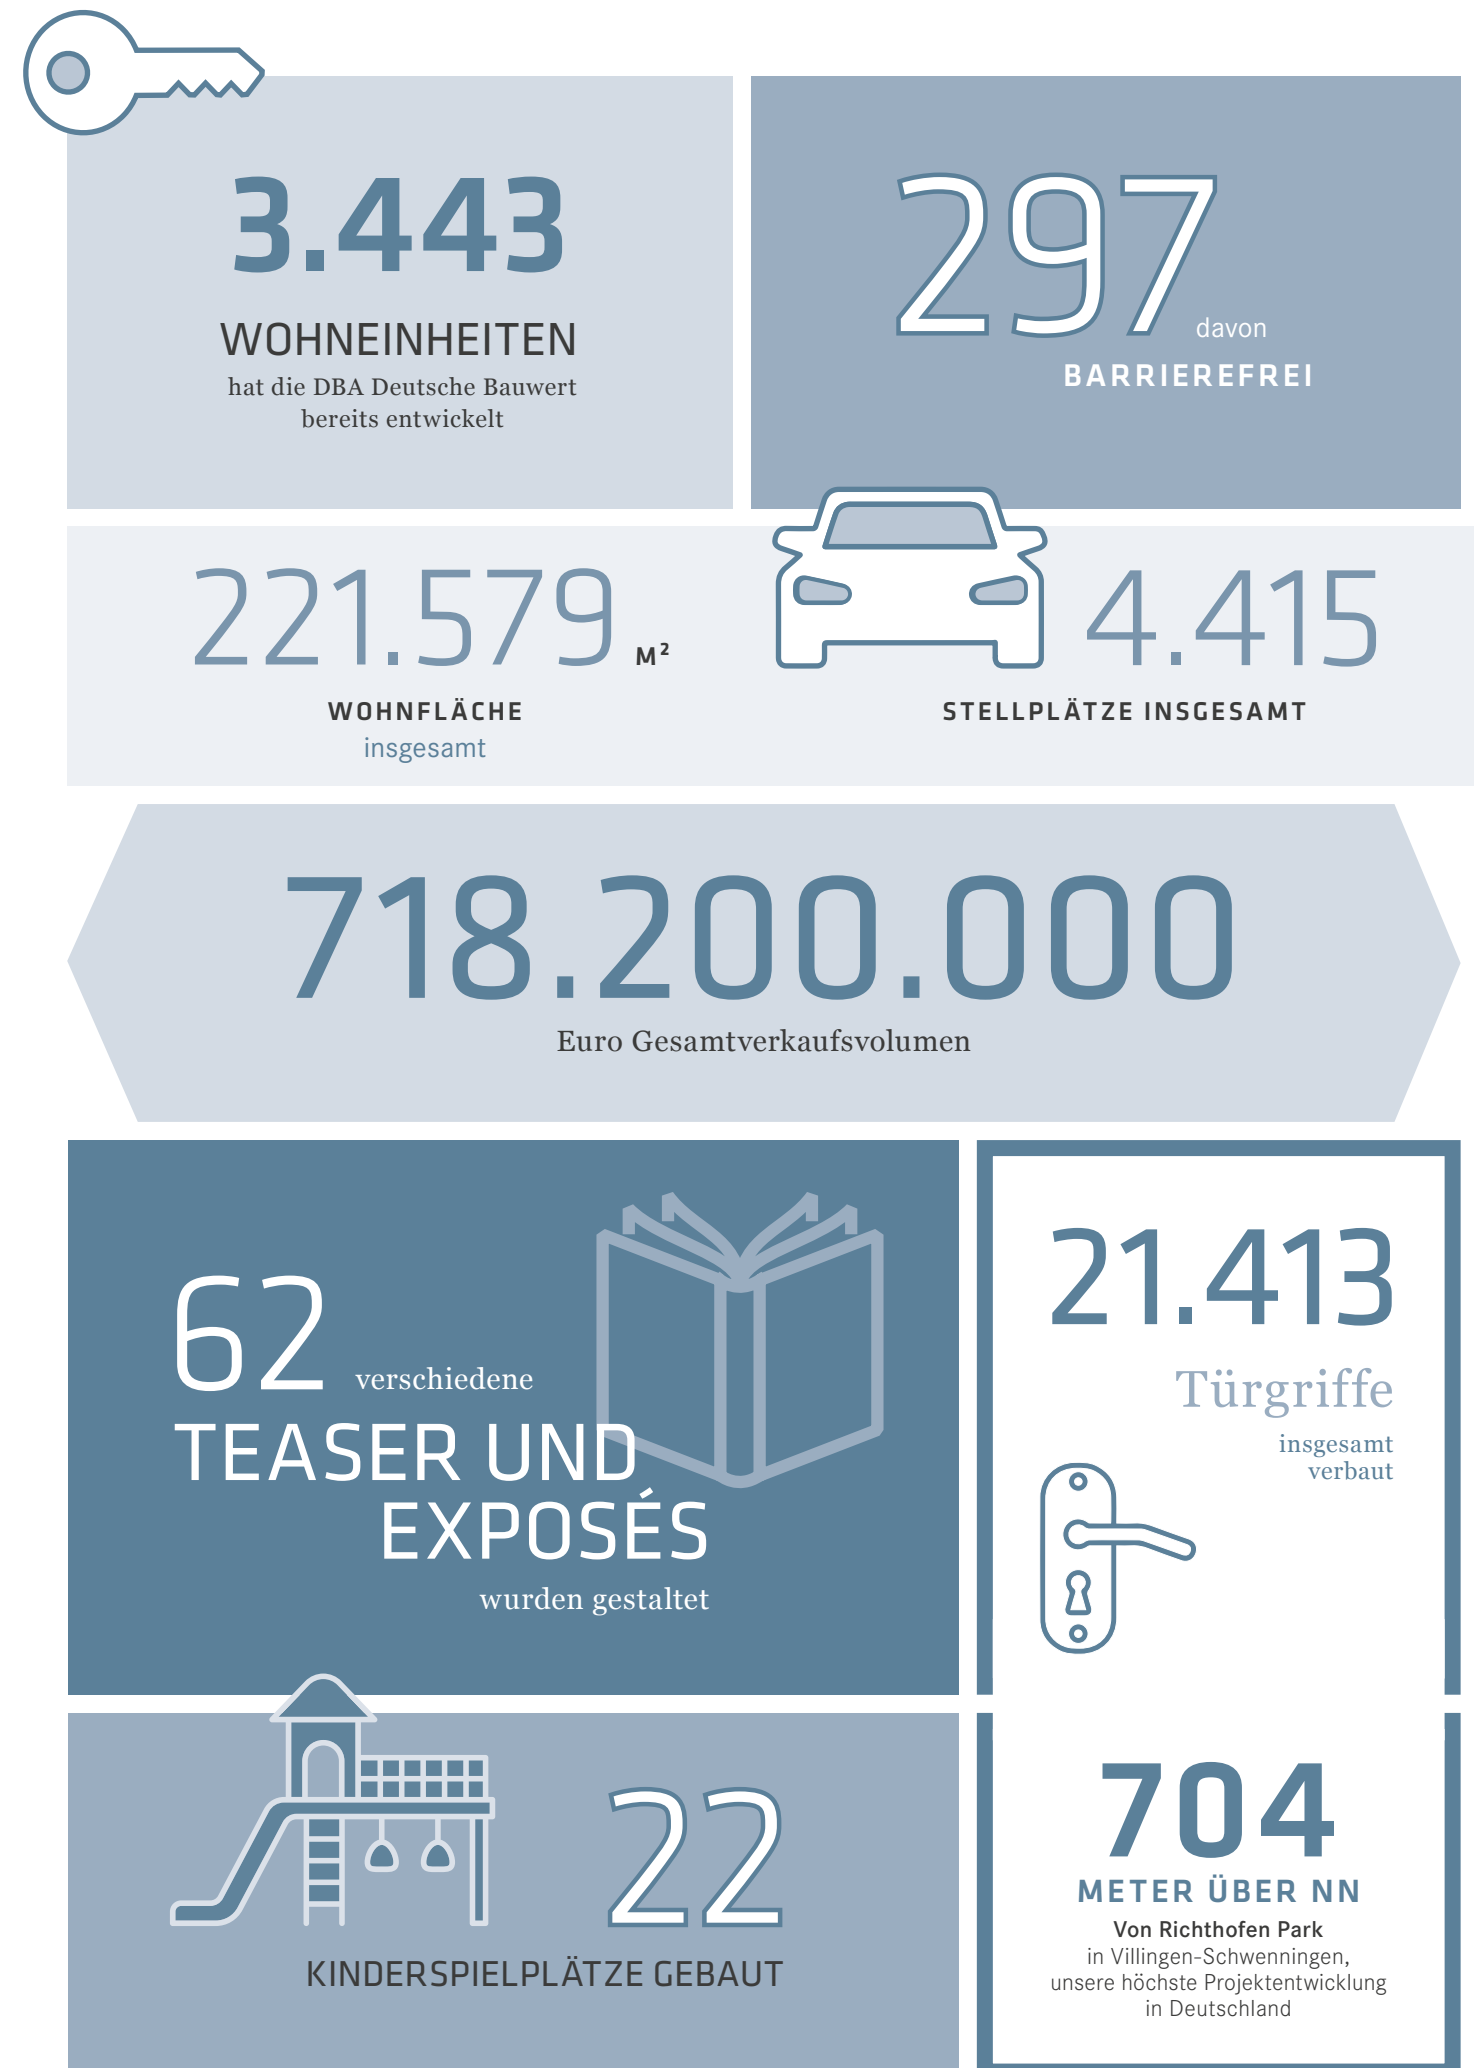 3.443
WOHNEINHEITEN
hat die DBA Deutsche Bauwert
bereits entwickelt
297 davon
BARRIEREFREI
221.579 M²
WOHNFLÄCHE
insgesamt
4.415
STELLPLÄTZE INSGESAMT
718.200.000
Euro Gesamtverkaufsvolumen
62 verschiedene
TEASER UND
EXPOSÉS
wurden gestaltet
21.413
Türgriffe
insgesamt
verbaut
22
KINDERSPIELPLÄTZE GEBAUT
704
METER ÜBER NN
Von Richthofen Park
in Villingen-Schwenningen,
unsere höchste Projektentwicklung
in Deutschland